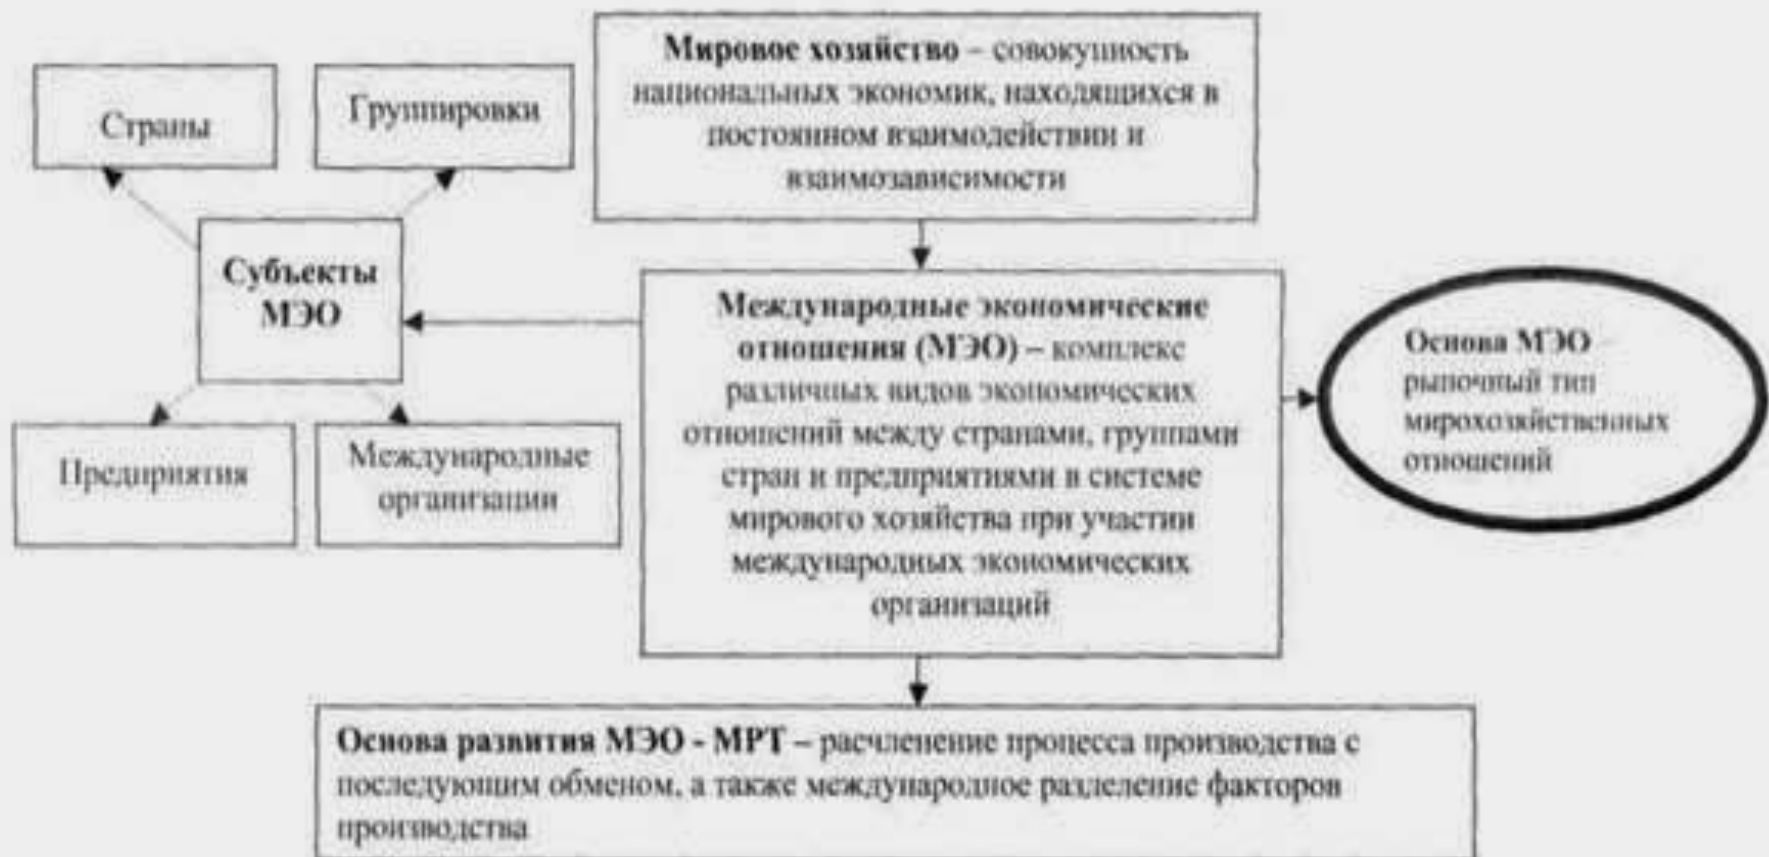 Мировое хозяйство – совокупность
национальных экономик, находящихся в
постоянном взаимодействии и
взаимозависимости
Страны
Группировки
Субъекты
МЭО
Предприятия
Международные
организации
Международные экономические
отношения (МЭО) – комплекс
различных видов экономических
отношений между странами, группами
стран и предприятиями в системе
мирового хозяйства при участии
международных экономических
организаций
Основа МЭО –
рыночный тип
мирохозяйственных
отношений
Основа развития МЭО - МРТ – расчленение процесса производства с
последующим обменом, а также международное разделение факторов
производства